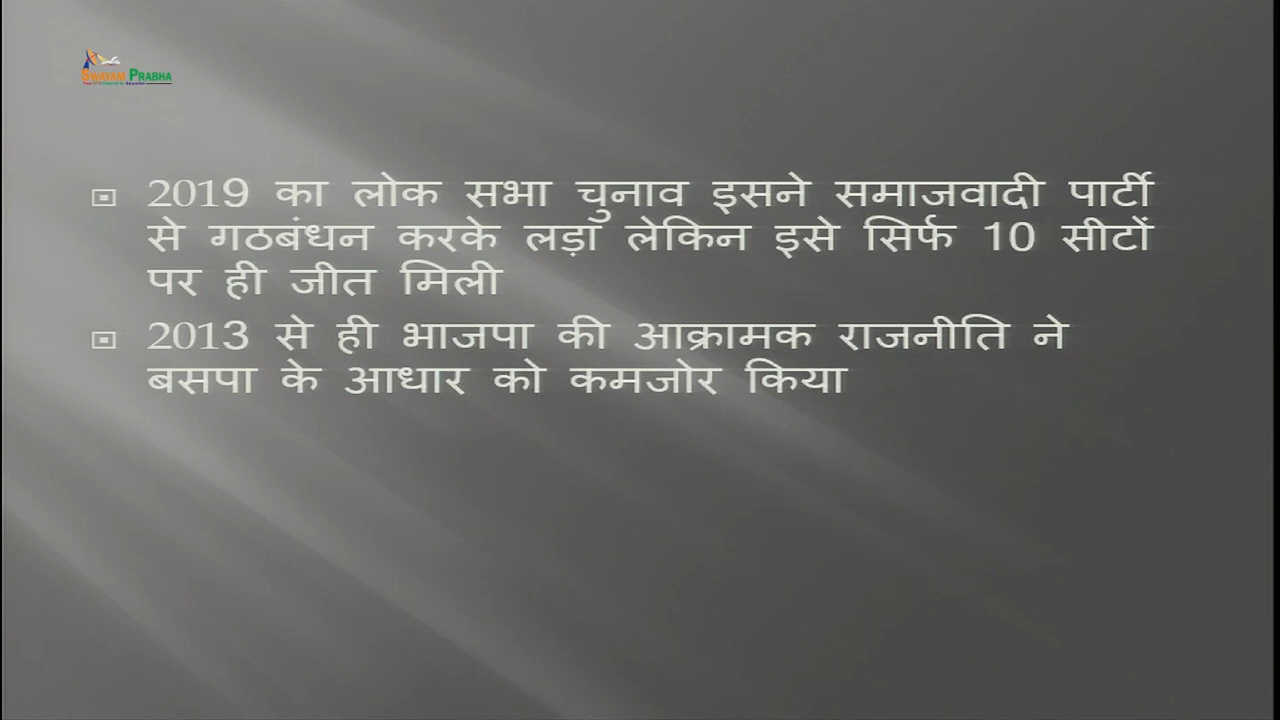 SWAYAM PRABHA
2019 का लोक सभा चुनाव इसने समाजवादी पार्टी
से गठबंधन करके लड़ा लेकिन इसे सिर्फ 10 सीटों
पर ही जीत मिली
2013 से ही भाजपा की आक्रामक राजनीति ने
बसपा के आधार को कमजोर किया